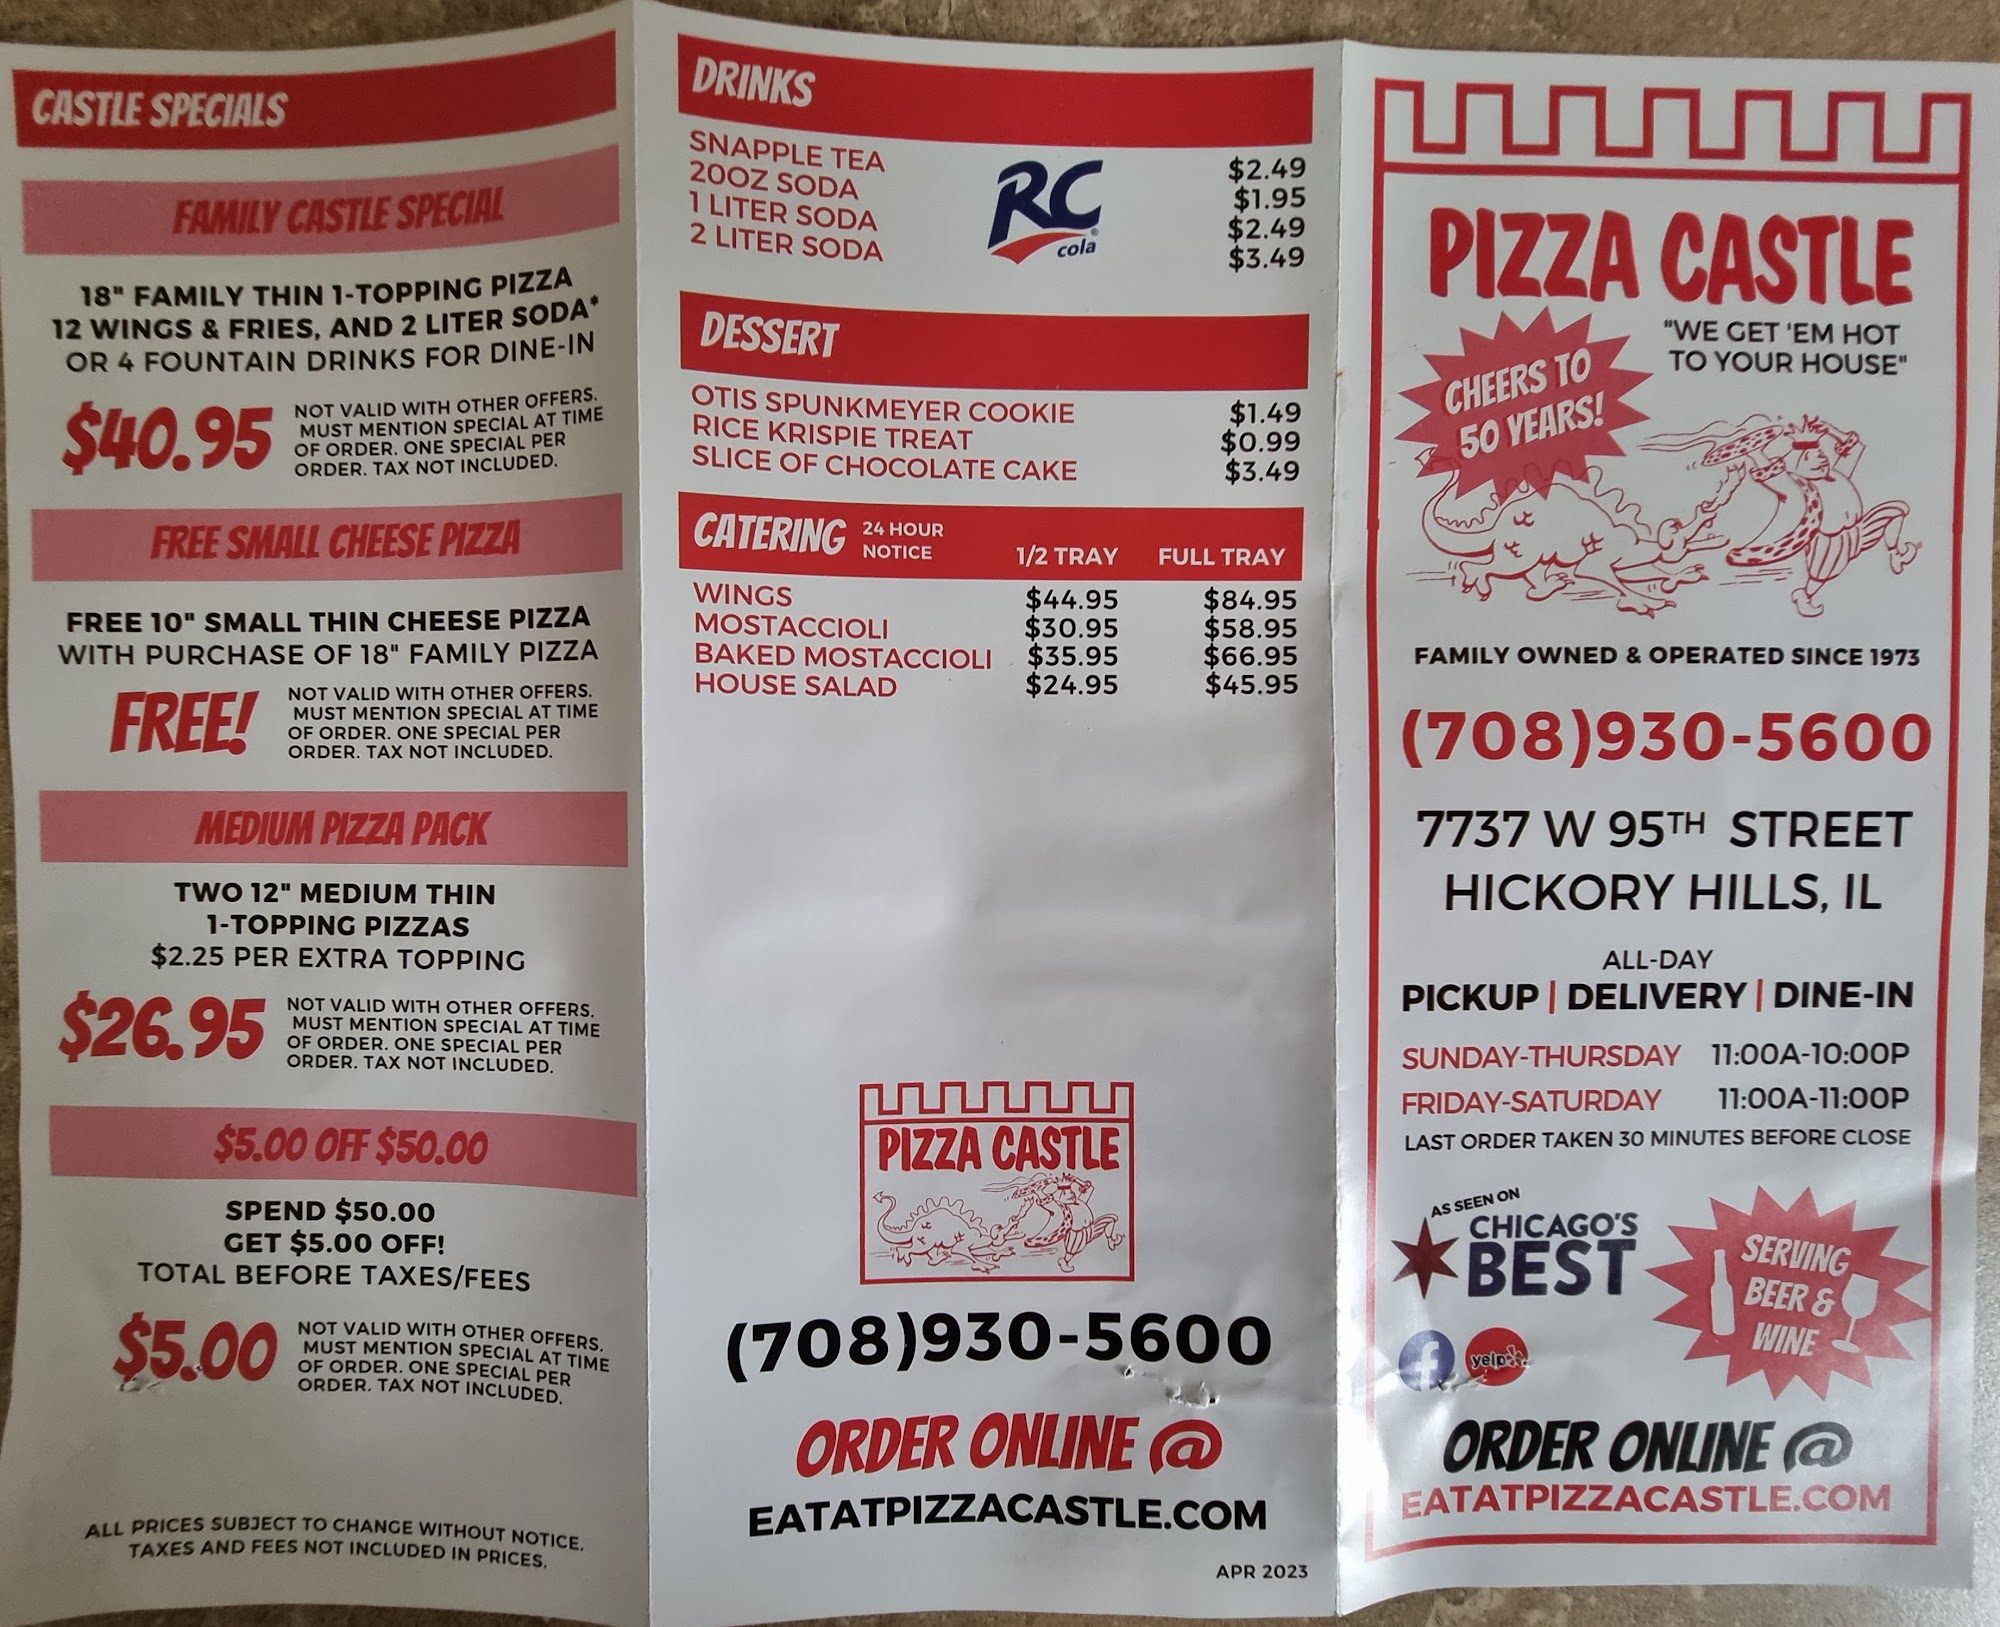 CASTLE SPECIALS
FAMILY CASTLE SPECIAL
18" FAMILY THIN 1-TOPPING PIZZA
12 WINGS & FRIES, AND 2 LITER SODA*
OR 4 FOUNTAIN DRINKS FOR DINE-IN
$40.95
NOT VALID WITH OTHER OFFERS.
MUST MENTION SPECIAL AT TIME
OF ORDER. ONE SPECIAL PER
ORDER. TAX NOT INCLUDED.
FREE SMALL CHEESE PIZZA
FREE 10" SMALL THIN CHEESE PIZZA
WITH PURCHASE OF 18" FAMILY PIZZA
FREE!
NOT VALID WITH OTHER OFFERS.
MUST MENTION SPECIAL AT TIME
OF ORDER. ONE SPECIAL PER
ORDER. TAX NOT INCLUDED.
MEDIUM PIZZA PACK
TWO 12" MEDIUM THIN
1-TOPPING PIZZAS
$2.25 PER EXTRA TOPPING
$26.95
NOT VALID WITH OTHER OFFERS.
MUST MENTION SPECIAL AT TIME
OF ORDER. ONE SPECIAL PER
ORDER. TAX NOT INCLUDED.
$5.00 OFF $50.00
SPEND $50.00
GET $5.00 OFF!
TOTAL BEFORE TAXES/FEES
$5.00
NOT VALID WITH OTHER OFFERS.
MUST MENTION SPECIAL AT TIME
OF ORDER. ONE SPECIAL PER
ORDER. TAX NOT INCLUDED.
ALL PRICES SUBJECT TO CHANGE WITHOUT NOTICE.
TAXES AND FEES NOT INCLUDED IN PRICES.
DRINKS
SNAPPLE TEA $2.49
20OZ SODA $1.95
1 LITER SODA $2.49
2 LITER SODA $3.49
RC
cola
DESSERT
OTIS SPUNKMEYER COOKIE $1.49
RICE KRISPIE TREAT $0.99
SLICE OF CHOCOLATE CAKE $3.49
CATERING 24 HOUR NOTICE 1/2 TRAY FULL TRAY
WINGS $44.95 $84.95
MOSTACCIOLI $30.95 $58.95
BAKED MOSTACCIOLI $35.95 $66.95
HOUSE SALAD $24.95 $45.95
PIZZA CASTLE
(708)930-5600
ORDER ONLINE @
EATATPIZZACASTLE.COM
APR 2023
PIZZA CASTLE
"WE GET 'EM HOT
TO YOUR HOUSE"
CHEERS TO
50 YEARS!
FAMILY OWNED & OPERATED SINCE 1973
(708)930-5600
7737 W 95TH STREET
HICKORY HILLS, IL
ALL-DAY
PICKUP | DELIVERY | DINE-IN
SUNDAY-THURSDAY 11:00A-10:00P
FRIDAY-SATURDAY 11:00A-11:00P
LAST ORDER TAKEN 30 MINUTES BEFORE CLOSE
AS SEEN ON
CHICAGO'S
BEST
SERVING
BEER &
WINE
f
yelp
ORDER ONLINE @
EATATPIZZACASTLE.COM